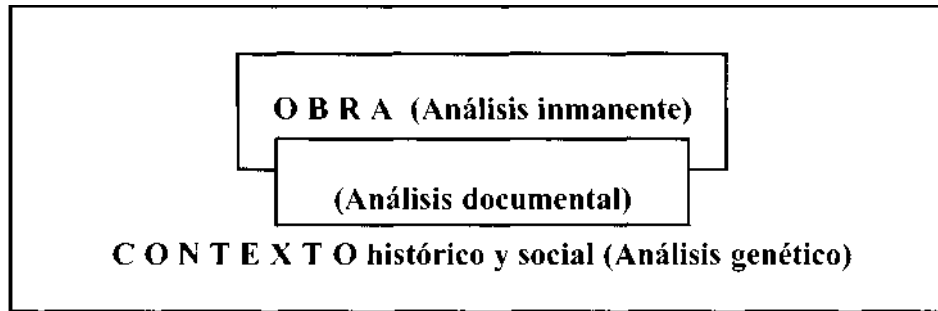 O B R A (Análisis inmanente)
(Análisis documental)
C O N T E X T O histórico y social (Análisis genético)